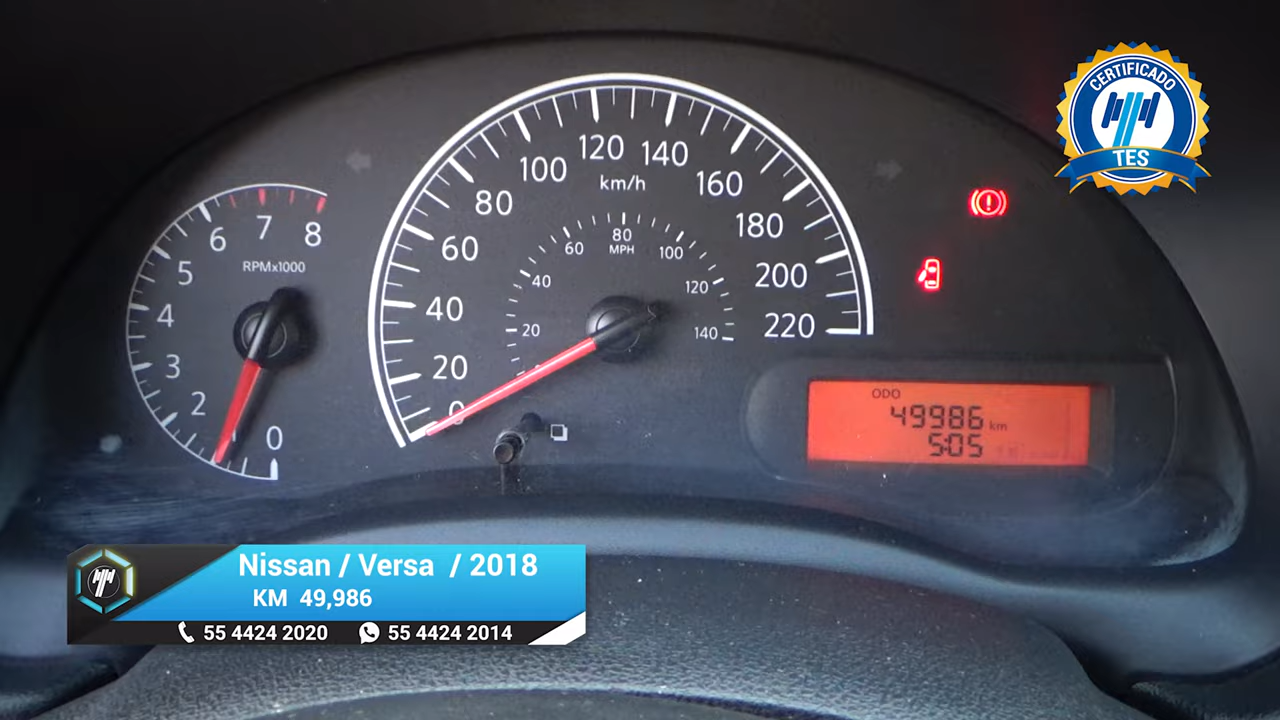 CERTIFICADO
TES
0
20
40
60
80
100
120
140
160
180
200
220
km/h
20
40
60
80
100
120
140
MPH
0
2
3
4
5
6
7
8
RPMx1000
ODO
49986 km
5:05
Nissan / Versa / 2018
KM 49,986
55 4424 2020 55 4424 2014